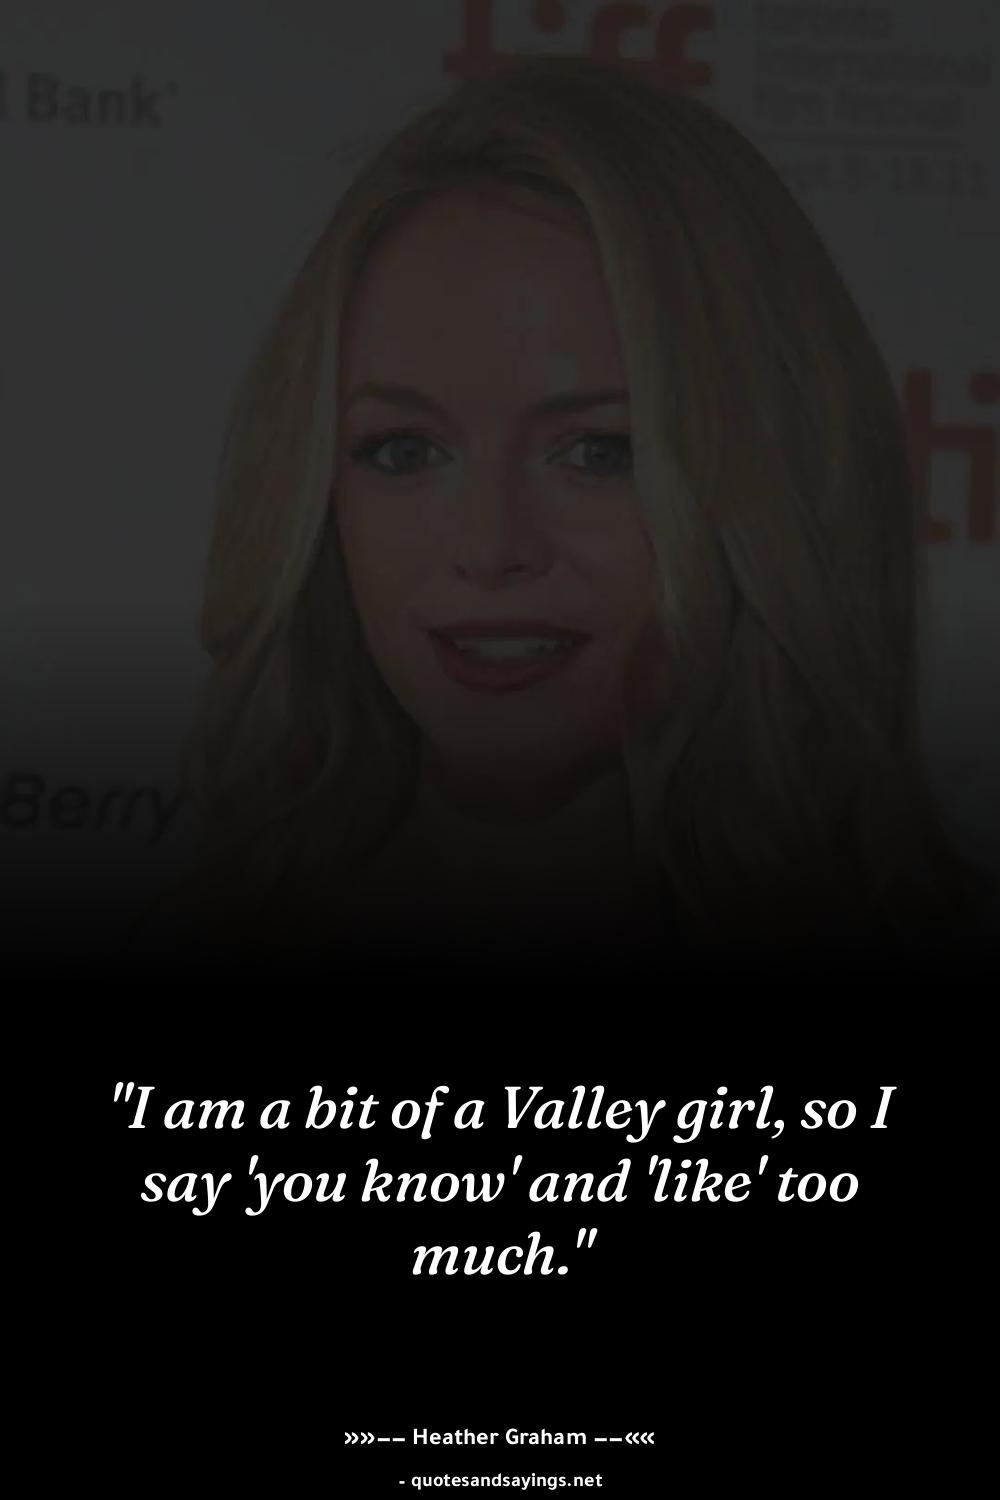 tiff
toronto
international
film festival
Bank
Berry
"I am a bit of a Valley girl, so I
say 'you know' and 'like' too
much."
»»−− Heather Graham −−««
- quotesandsayings.net